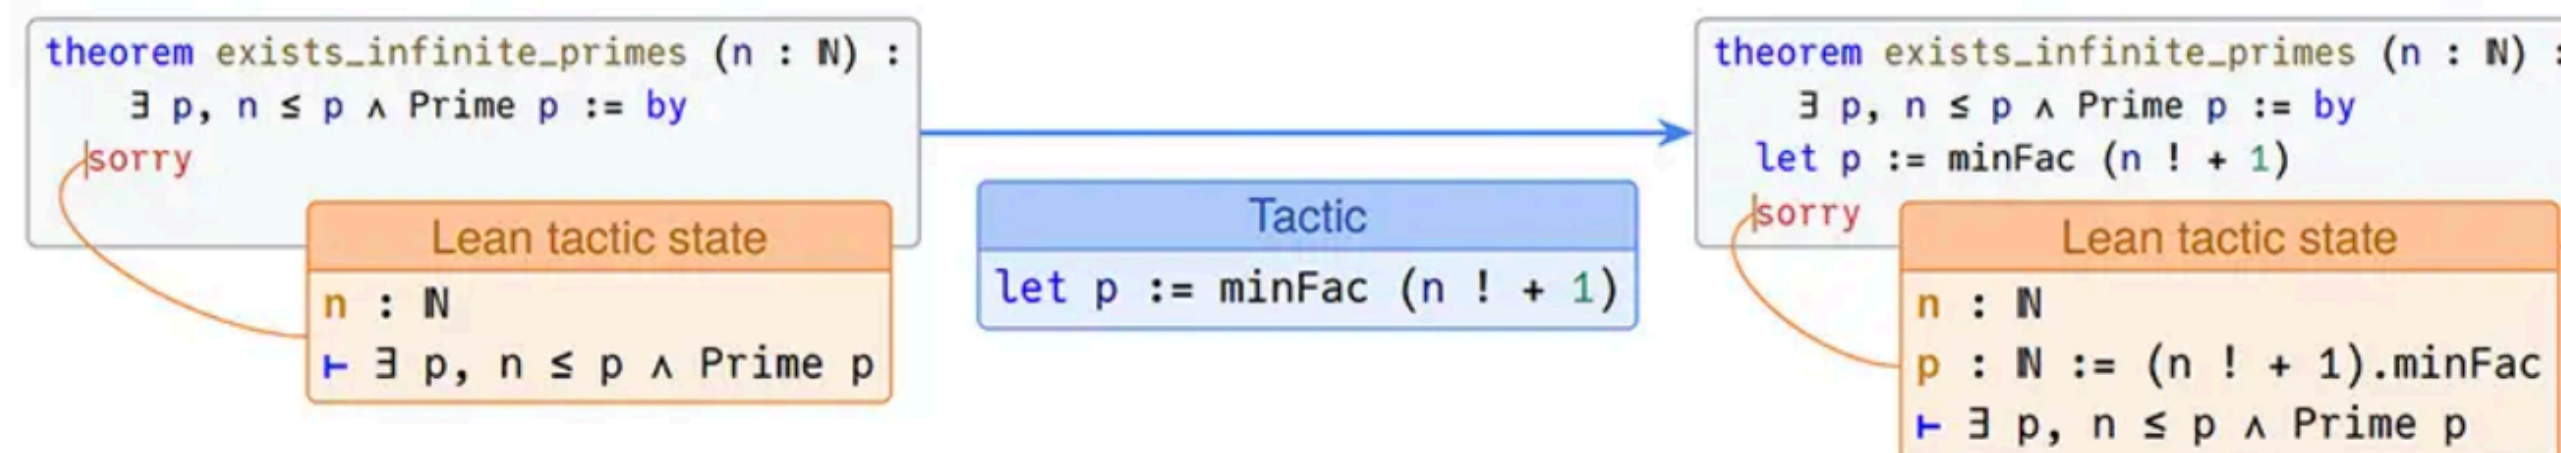 theorem exists_infinite_primes (n : ℕ) :
∃ p, n ≤ p ∧ Prime p := by
sorry
Lean tactic state
n : ℕ
⊢ ∃ p, n ≤ p ∧ Prime p
Tactic
let p := minFac (n ! + 1)
theorem exists_infinite_primes (n : ℕ) :
∃ p, n ≤ p ∧ Prime p := by
let p := minFac (n ! + 1)
sorry
Lean tactic state
n : ℕ
p : ℕ := (n ! + 1).minFac
⊢ ∃ p, n ≤ p ∧ Prime p